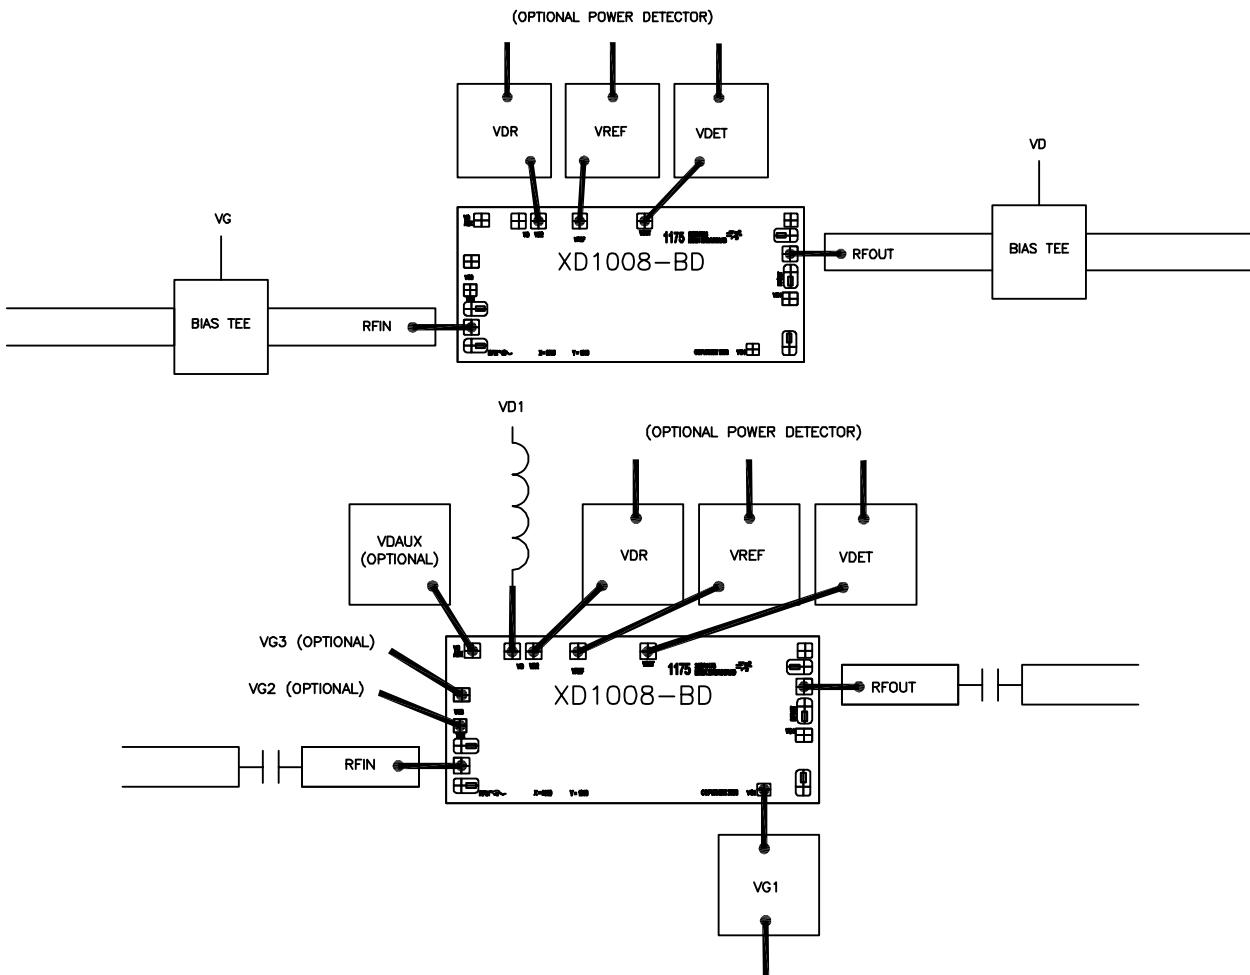 (OPTIONAL POWER DETECTOR)
VDR
VREF
VDET
VD
VG
1175
XD1008-BD
RFOUT
BIAS TEE
BIAS TEE
RFIN
VD1
(OPTIONAL POWER DETECTOR)
VDAUX
(OPTIONAL)
VDR
VREF
VDET
VG3 (OPTIONAL)
1175
VG2 (OPTIONAL)
XD1008-BD
RFOUT
RFIN
VG1